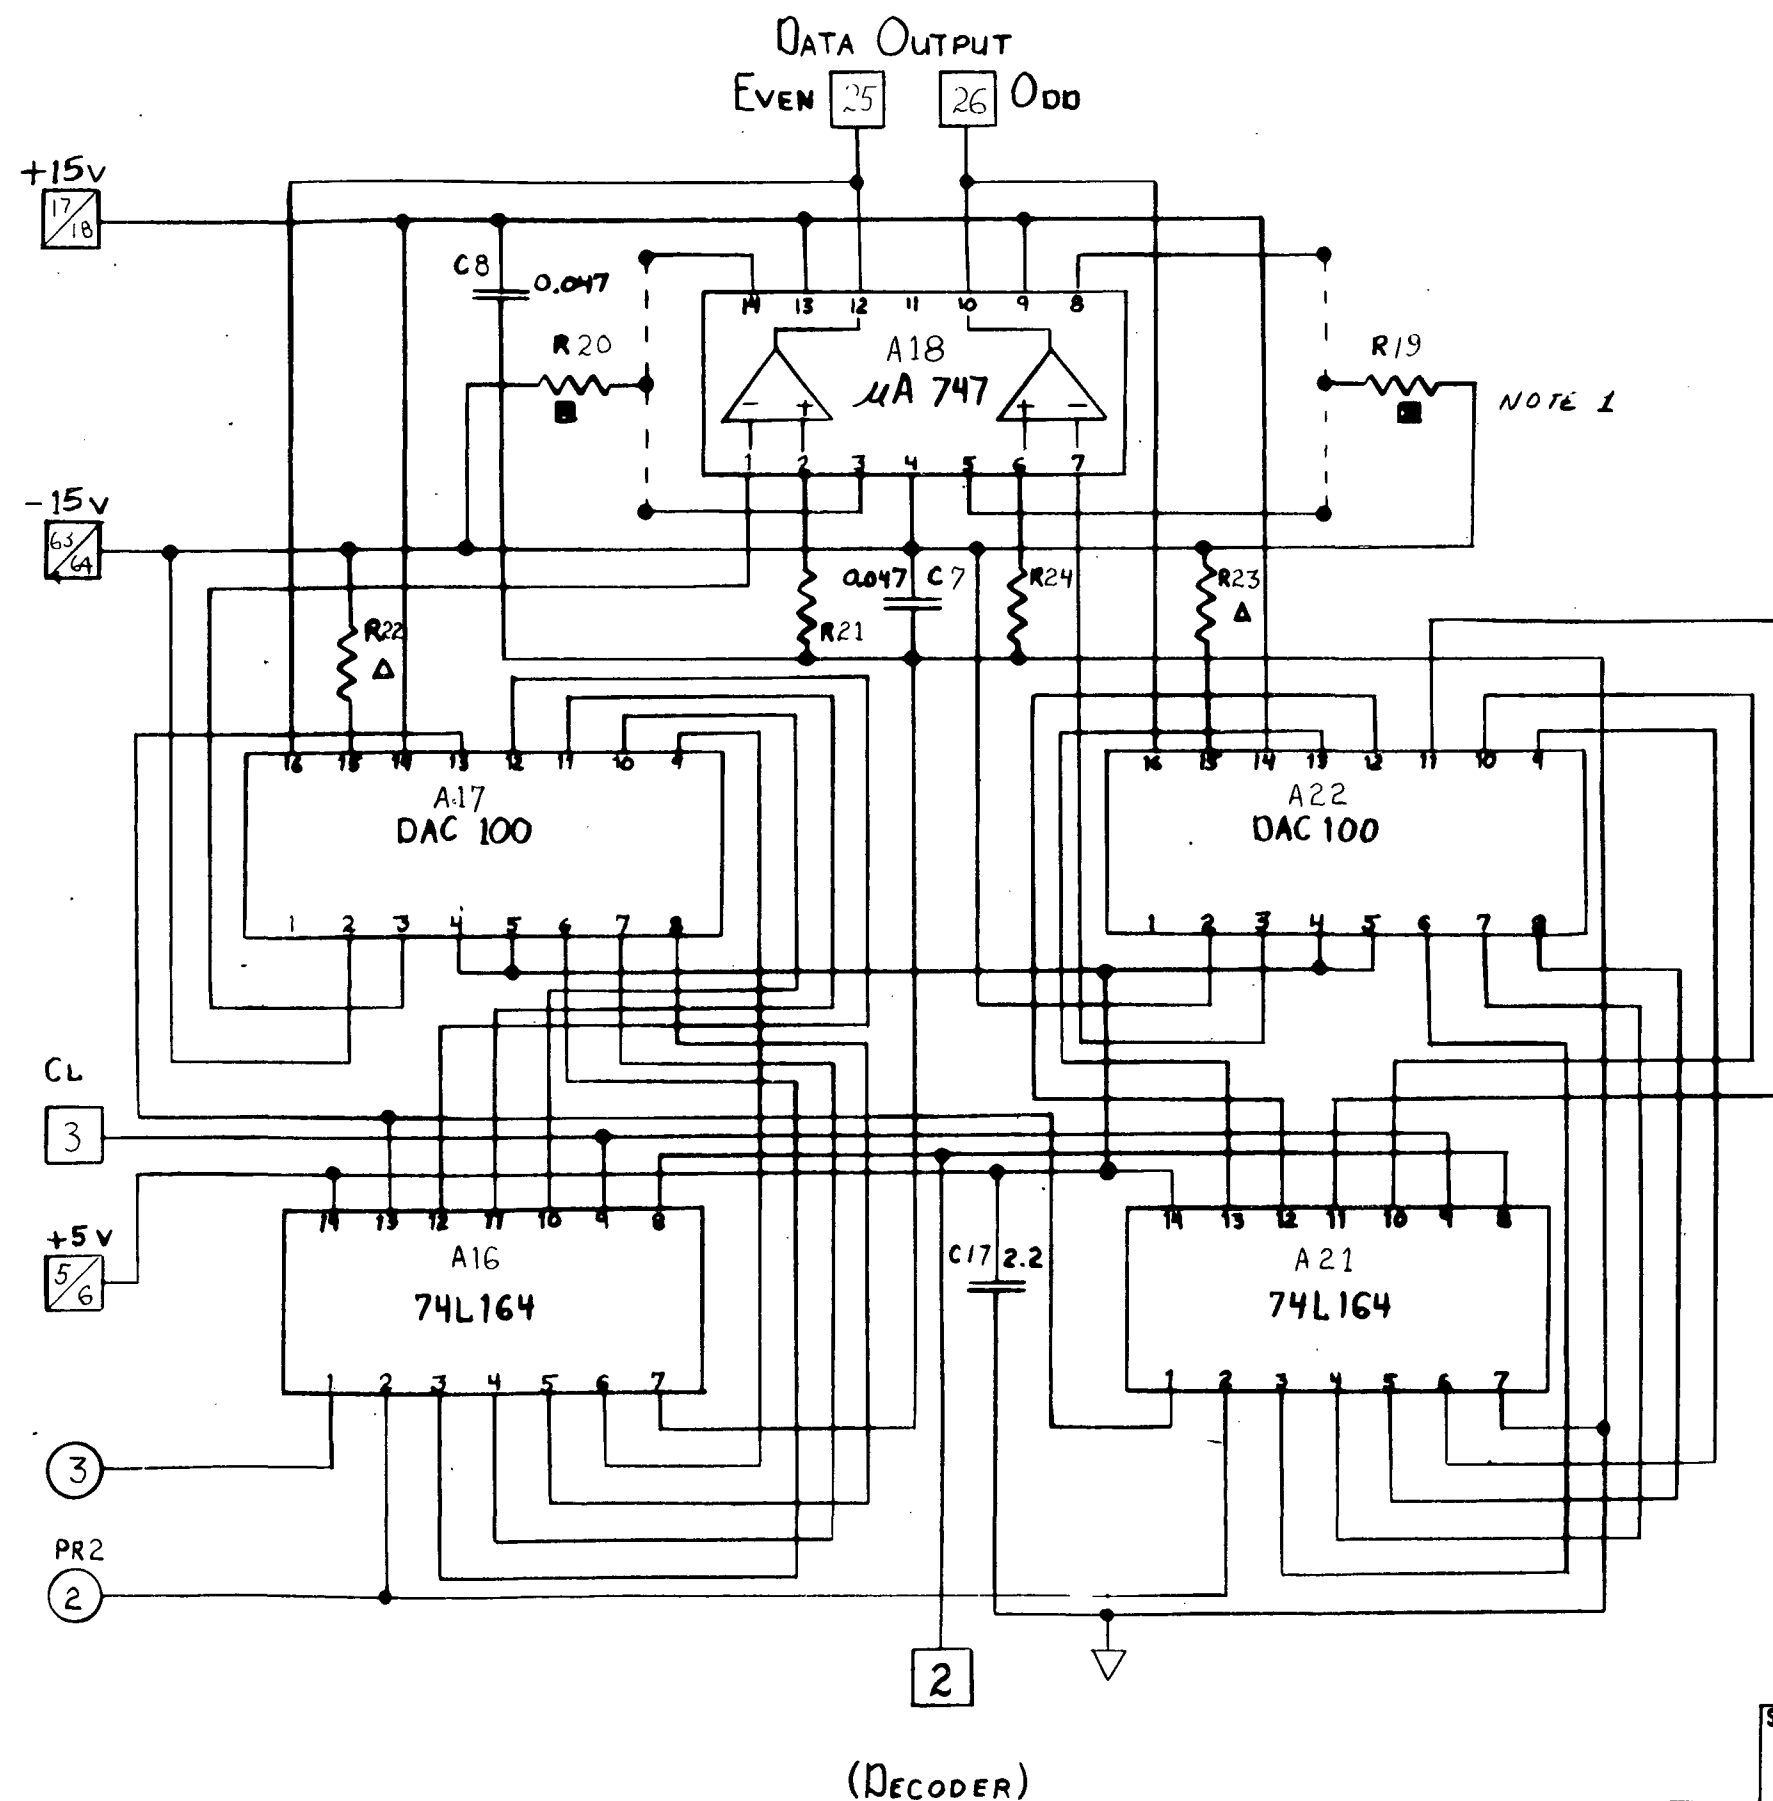 DATA OUTPUT
EVEN 25 26 ODD
+15V
17/18
C8 0.047
14 13 12 11 10 9 8
R20
A18
µA 747
R19
NOTE 1
- + + -
1 2 3 4 5 6 7
-15V
63/64
0.047 C7
R24
R23
R22
R21
16 15 14 13 12 11 10 9
A17
DAC 100
1 2 3 4 5 6 7 8
16 15 14 13 12 11 10 9
A22
DAC 100
1 2 3 4 5 6 7 8
CL
3
+5V
5/6
14 13 12 11 10 9 8
A16
74L164
1 2 3 4 5 6 7
C17 2.2
14 13 12 11 10 9 8
A21
74L164
1 2 3 4 5 6 7
3
PR2
2
2
(DECODER)